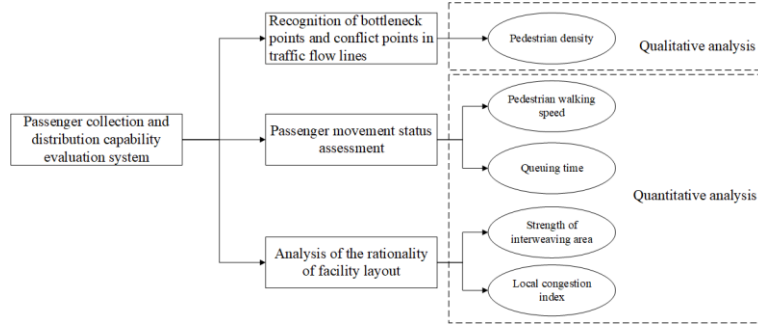 Recognition of bottleneck
points and conflict points in
traffic flow lines
Pedestrian density
Qualitative analysis
Passenger collection and
distribution capability
evaluation system
Passenger movement status
assessment
Pedestrian walking
speed
Queuing time
Quantitative analysis
Analysis of the rationality
of facility layout
Strength of
interweaving area
Local congestion
index